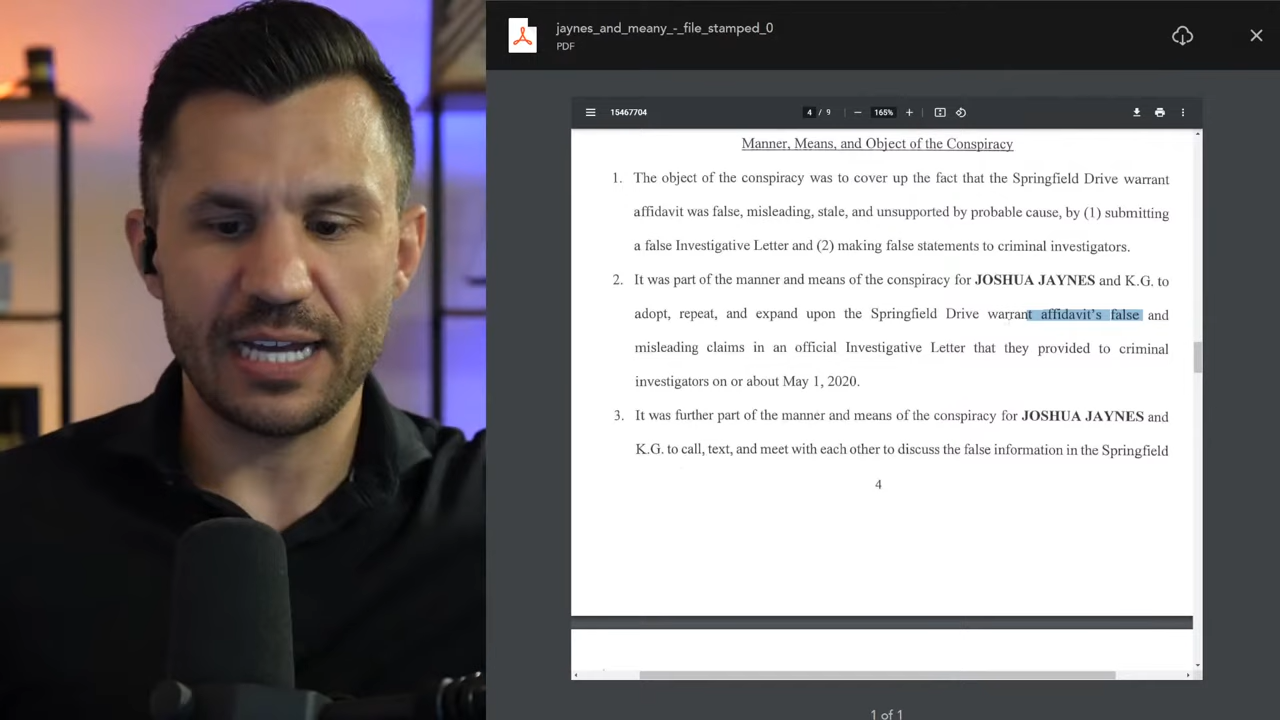 jaynes_and_meany_-_file_stamped_0
PDF
15467704
4 / 9
165%
Manner, Means, and Object of the Conspiracy
1. The object of the conspiracy was to cover up the fact that the Springfield Drive warrant
affidavit was false, misleading, stale, and unsupported by probable cause, by (1) submitting
a false Investigative Letter and (2) making false statements to criminal investigators.
2. It was part of the manner and means of the conspiracy for JOSHUA JAYNES and K.G. to
adopt, repeat, and expand upon the Springfield Drive warrant affidavit's false and
misleading claims in an official Investigative Letter that they provided to criminal
investigators on or about May 1, 2020.
3. It was further part of the manner and means of the conspiracy for JOSHUA JAYNES and
K.G. to call, text, and meet with each other to discuss the false information in the Springfield
4
1 of 1